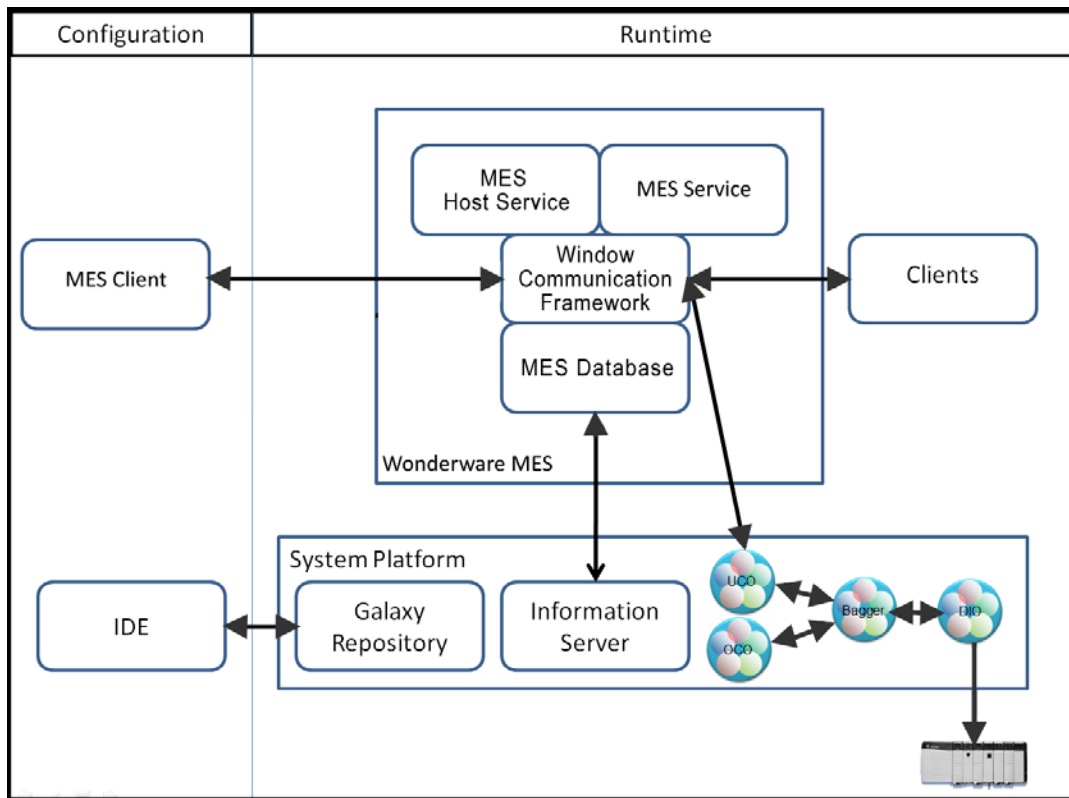 Configuration
Runtime
MES
Host Service
MES Service
MES Client
Window
Communication
Framework
Clients
MES Database
Wonderware MES
System Platform
IDE
Galaxy
Repository
Information
Server
UCO
OCO
Bagger
DIO